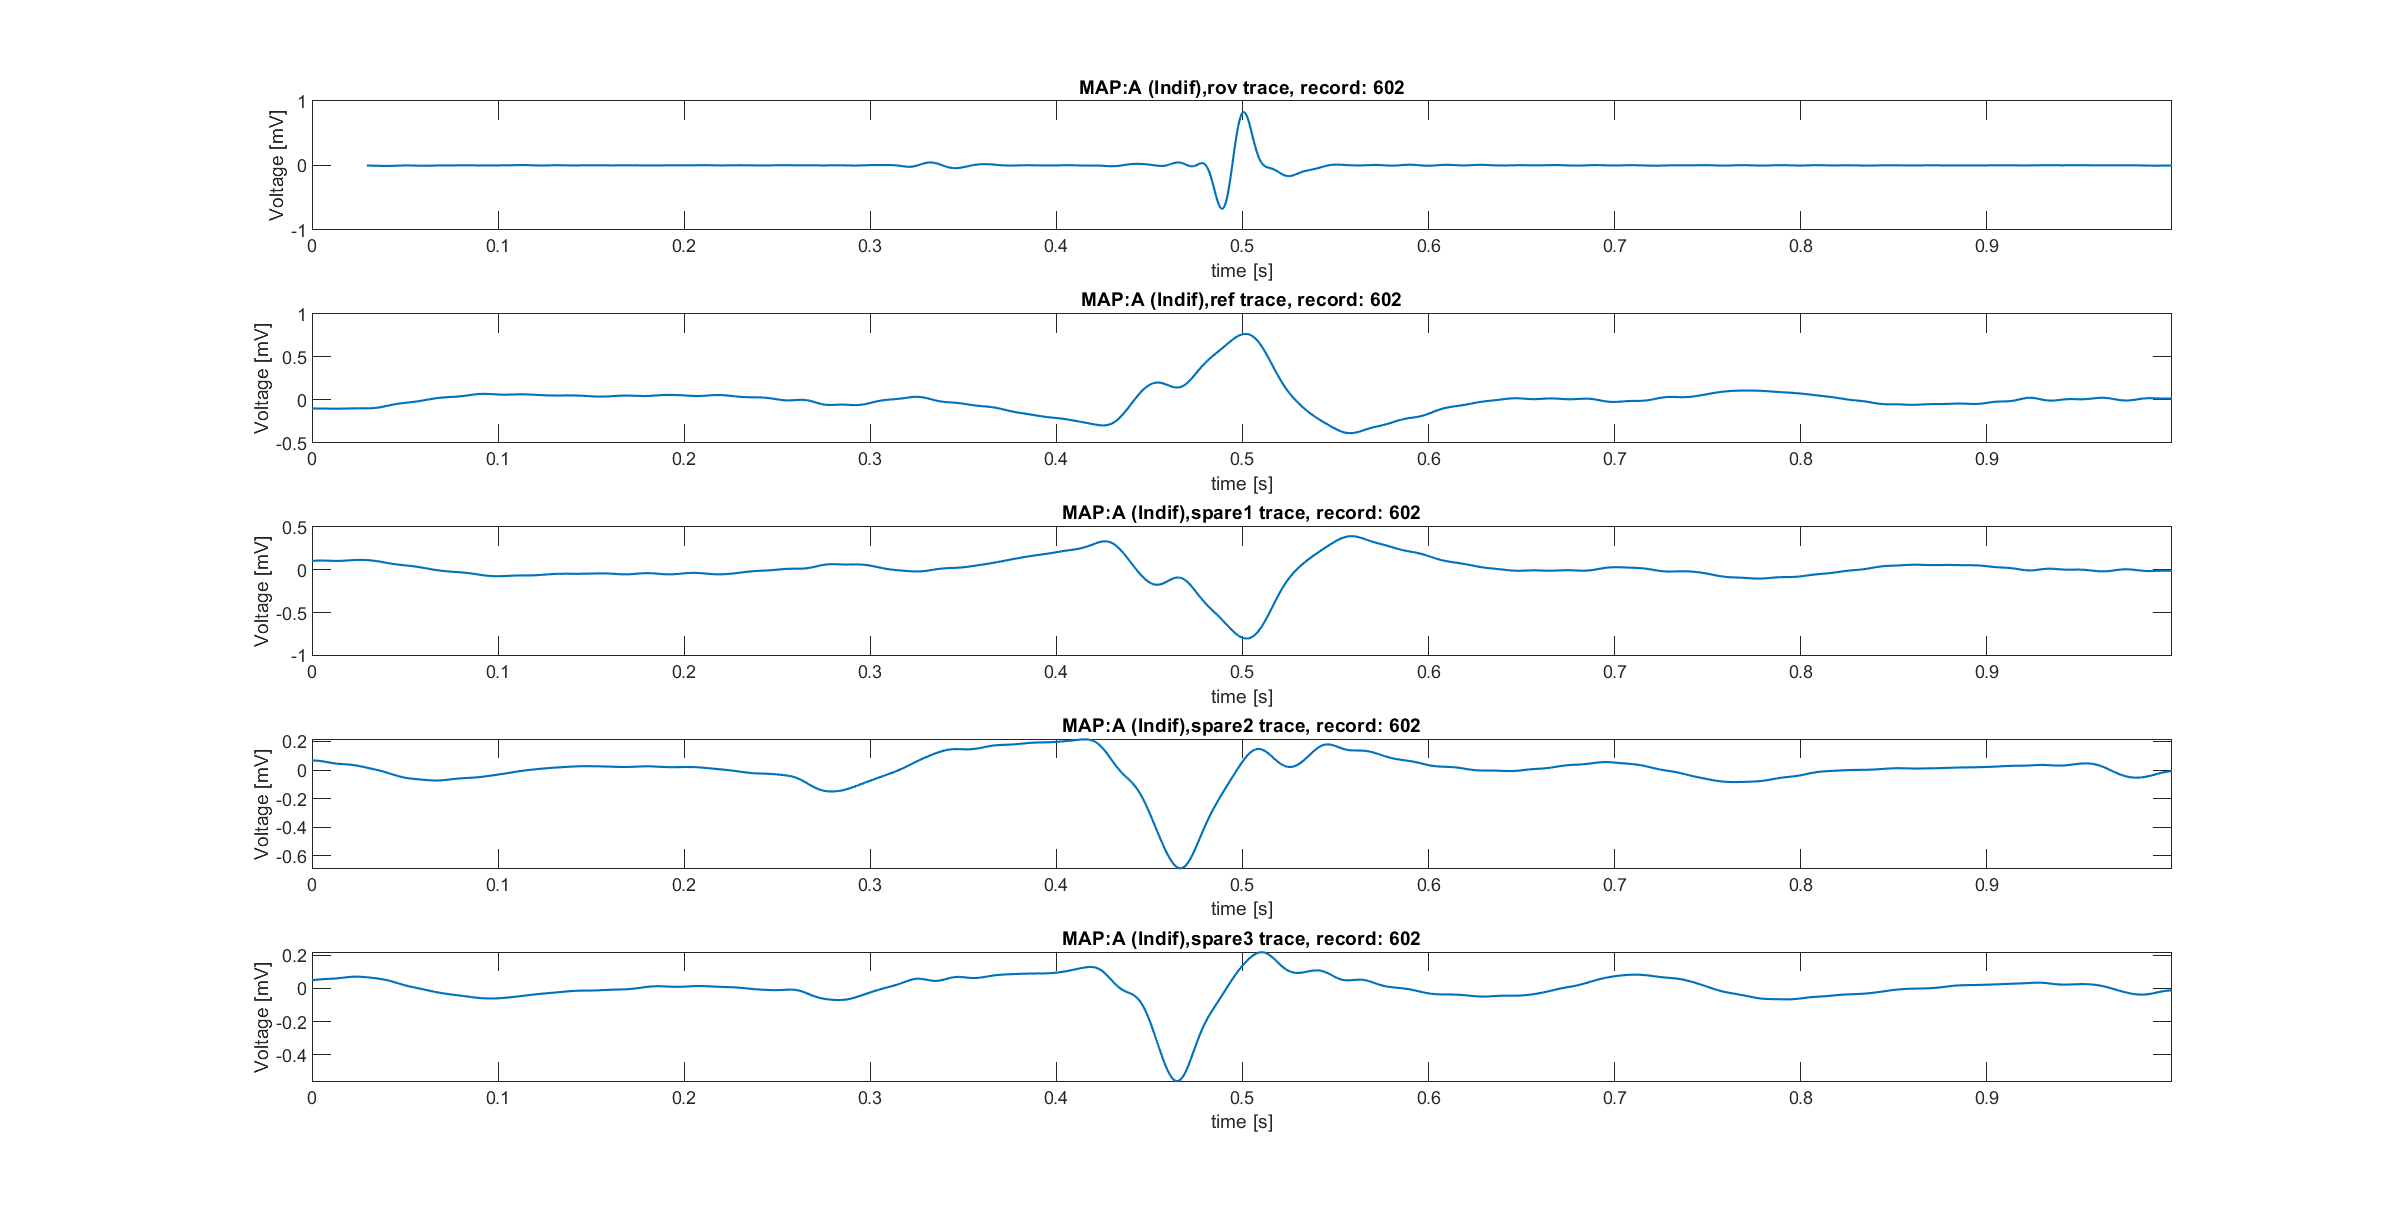 MAP:A (Indif),rov trace, record: 602
Voltage [mV]
1
0
-1
0 0.1 0.2 0.3 0.4 0.5 0.6 0.7 0.8 0.9
time [s]
MAP:A (Indif),ref trace, record: 602
Voltage [mV]
1
0.5
0
-0.5
0 0.1 0.2 0.3 0.4 0.5 0.6 0.7 0.8 0.9
time [s]
MAP:A (Indif),spare1 trace, record: 602
Voltage [mV]
0.5
0
-0.5
-1
0 0.1 0.2 0.3 0.4 0.5 0.6 0.7 0.8 0.9
time [s]
MAP:A (Indif),spare2 trace, record: 602
Voltage [mV]
0.2
0
-0.2
-0.4
-0.6
0 0.1 0.2 0.3 0.4 0.5 0.6 0.7 0.8 0.9
time [s]
MAP:A (Indif),spare3 trace, record: 602
Voltage [mV]
0.2
0
-0.2
-0.4
0 0.1 0.2 0.3 0.4 0.5 0.6 0.7 0.8 0.9
time [s]